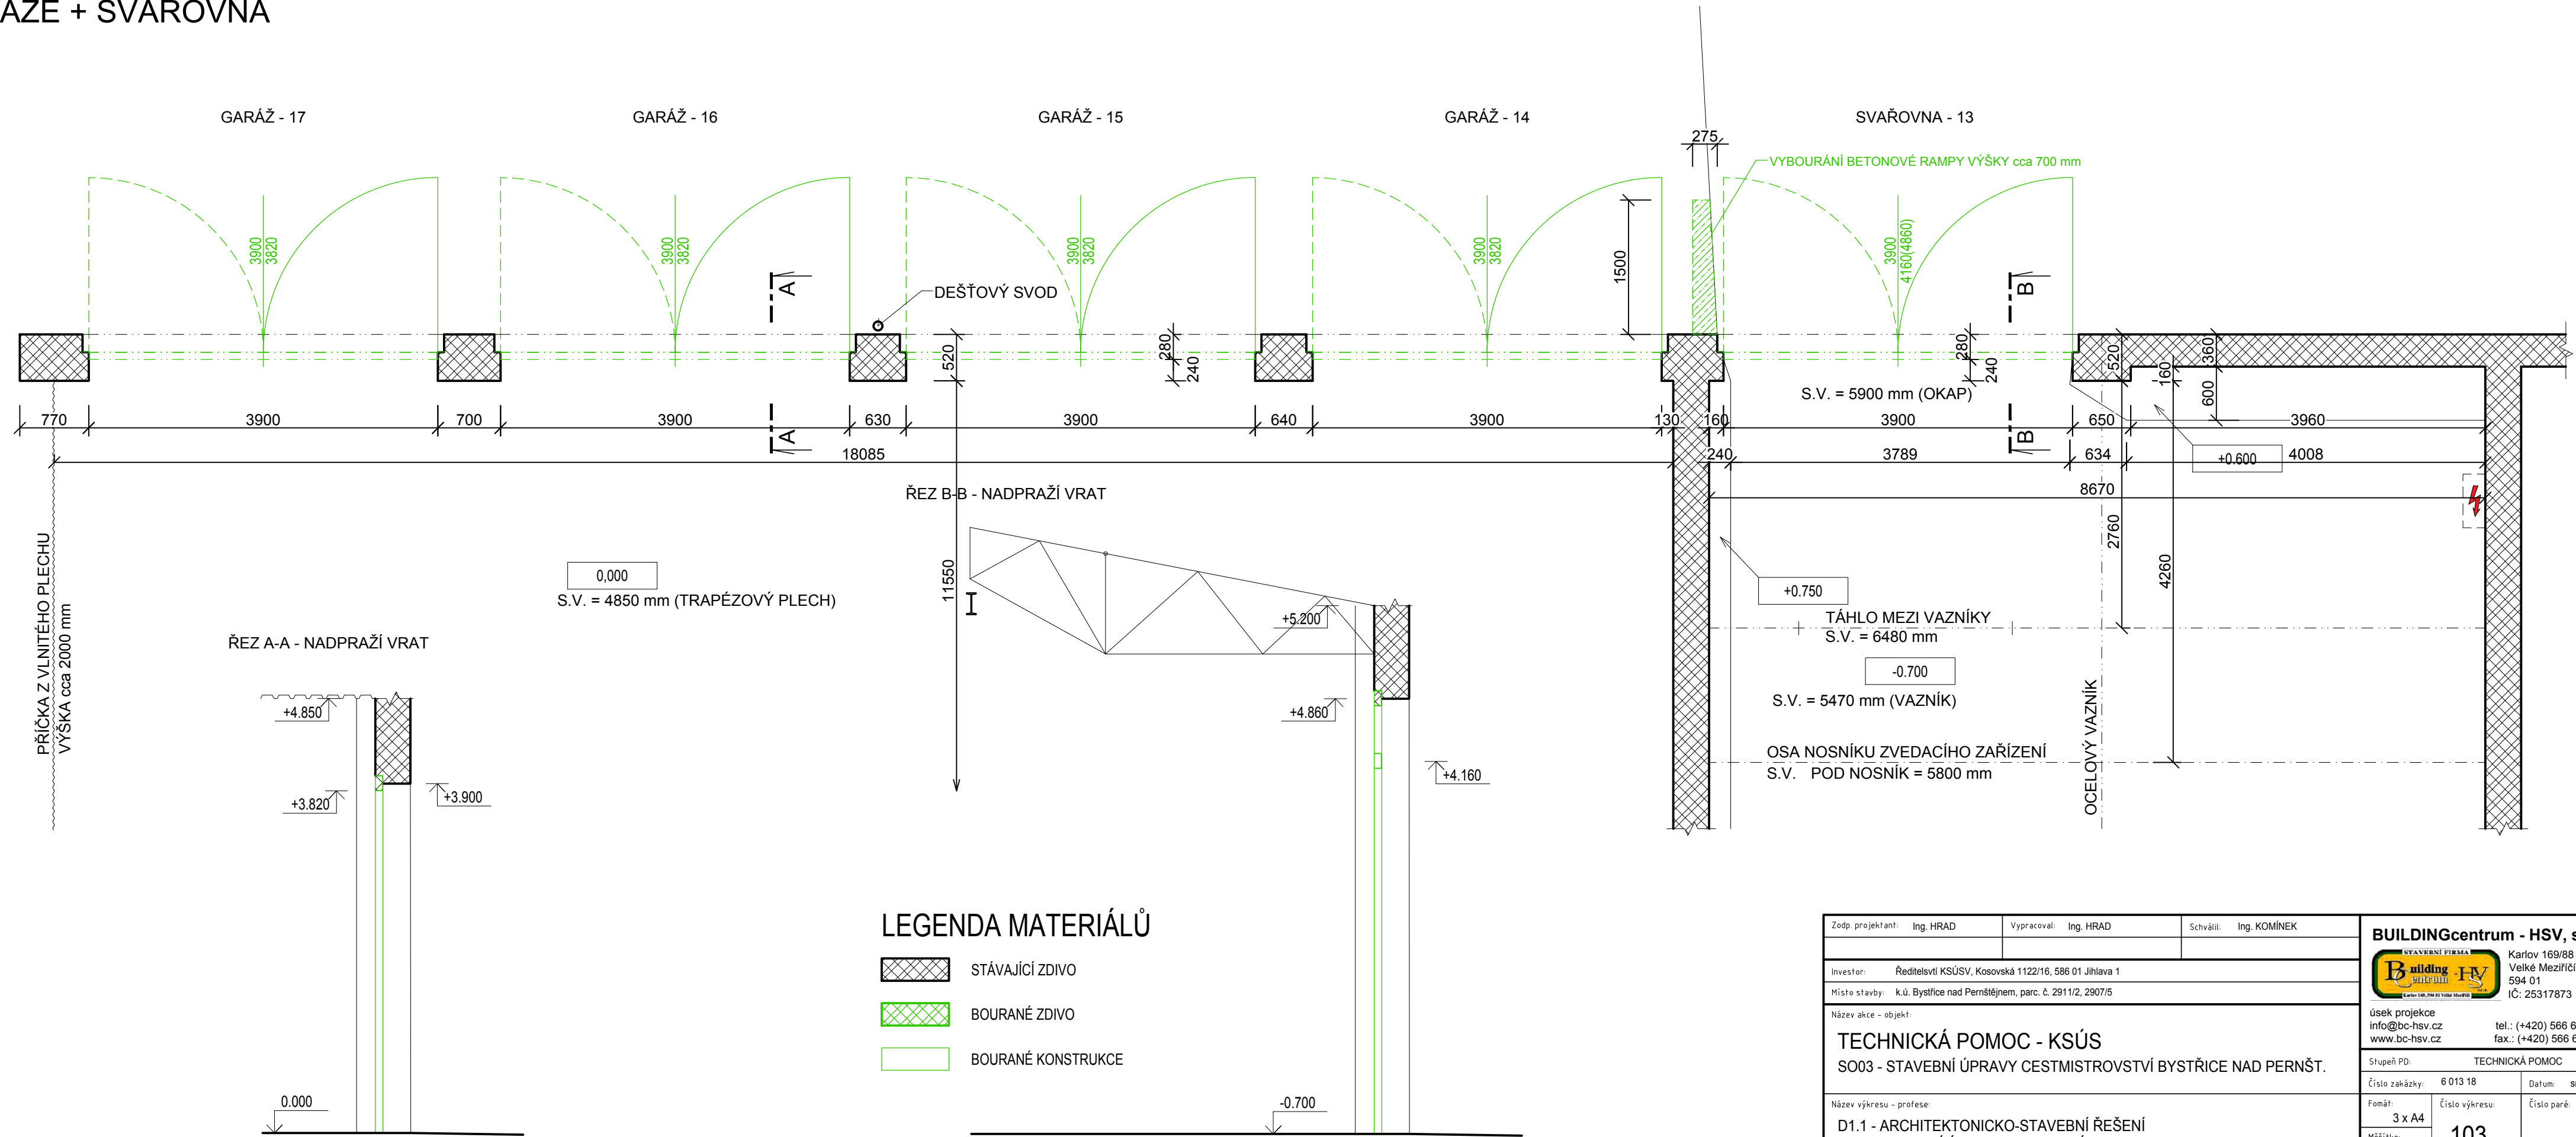 AŽE + SVAŘOVNA
GARÁŽ - 17
GARÁŽ - 16
GARÁŽ - 15
GARÁŽ - 14
SVAŘOVNA - 13
275
VYBOURÁNÍ BETONOVÉ RAMPY VÝŠKY cca 700 mm
3900
3820
3900
3820
3900
3820
3900
3820
3900
4160(4860)
1500
A
DEŠŤOVÝ SVOD
B
520
280
240
280
240
520
160
360
600
S.V. = 5900 mm (OKAP)
770
3900
700
3900
630
3900
640
3900
130
160
3900
650
3960
A
B
18085
240
3789
634
+0.600
4008
8670
ŘEZ B-B - NADPRAŽÍ VRAT
PŘÍČKA Z VLNITÉHO PLECHU
VÝŠKA cca 2000 mm
0,000
S.V. = 4850 mm (TRAPÉZOVÝ PLECH)
11550
2760
4260
+0.750
+5.200
TÁHLO MEZI VAZNÍKY
S.V. = 6480 mm
ŘEZ A-A - NADPRAŽÍ VRAT
-0.700
S.V. = 5470 mm (VAZNÍK)
+4.850
+4.860
OCELOVÝ VAZNÍK
OSA NOSNÍKU ZVEDACÍHO ZAŘÍZENÍ
S.V. POD NOSNÍK = 5800 mm
+4.160
+3.820
+3.900
LEGENDA MATERIÁLŮ
STÁVAJÍCÍ ZDIVO
BOURANÉ ZDIVO
BOURANÉ KONSTRUKCE
0.000
-0.700
Zodp. projektant: Ing. HRAD
Vypracoval: Ing. HRAD
Schválil: Ing. KOMÍNEK
Investor: Ředitelsvtí KSÚSV, Kosovská 1122/16, 586 01 Jihlava 1
Místo stavby: k.ú. Bystřice nad Pernštějnem, parc. č. 2911/2, 2907/5
Název akce - objekt:
TECHNICKÁ POMOC - KSÚS
SO03 - STAVEBNÍ ÚPRAVY CESTMISTROVSTVÍ BYSTŘICE NAD PERNŠT.
Název výkresu - profese:
D1.1 - ARCHITEKTONICKO-STAVEBNÍ ŘEŠENÍ
BUILDINGcentrum - HSV, s
STAVEBNÍ FIRMA
Building Centrum - HSV
Karlov 169/88
Velké Meziříčí
594 01
IČ: 25317873
úsek projekce
info@bc-hsv.cz
tel.: (+420) 566 6
www.bc-hsv.cz
fax.: (+420) 566 6
Stupeň PD: TECHNICKÁ POMOC
Číslo zakázky: 6 013 18
Datum:
Fomát:
3 x A4
Číslo výkresu:
103
Číslo paré: